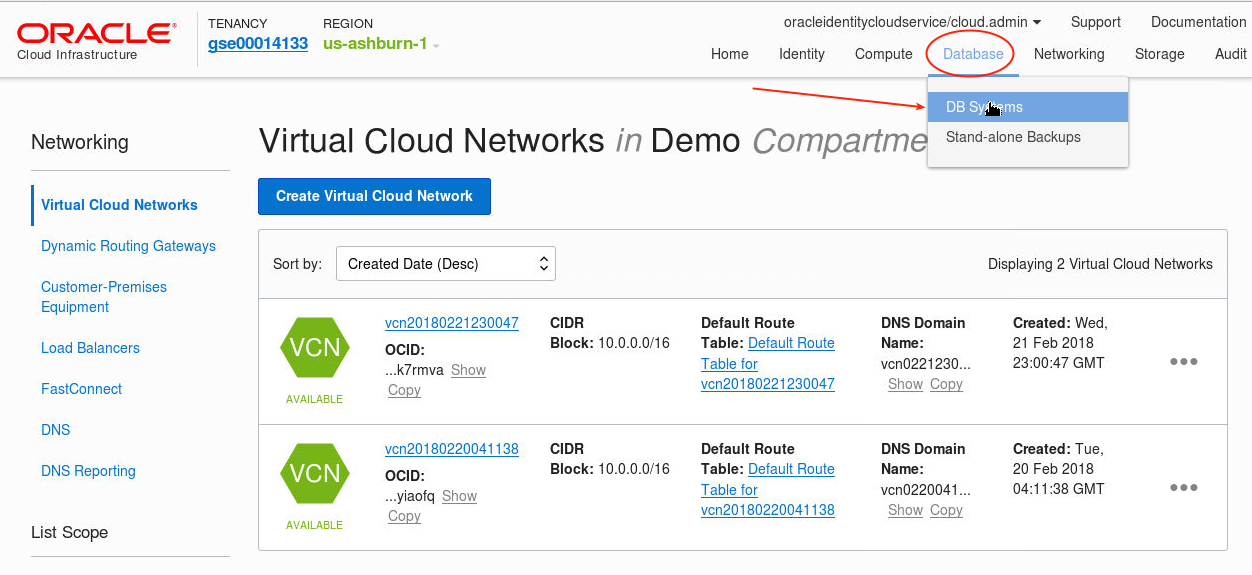 ORACLE®
Cloud Infrastructure
TENANCY
gse00014133
REGION
us-ashburn-1
oracleidentitycloudservice/cloud.admin Support Documentation
Home Identity Compute Database Networking Storage Audit
DB Systems
Stand-alone Backups
Networking
Virtual Cloud Networks
Dynamic Routing Gateways
Customer-Premises
Equipment
Load Balancers
FastConnect
DNS
DNS Reporting
List Scope
Virtual Cloud Networks in Demo Compartme
Create Virtual Cloud Network
Sort by: Created Date (Desc) Displaying 2 Virtual Cloud Networks
VCN
AVAILABLE
vcn20180221230047
OCID:
...k7rmva Show
Copy
CIDR
Block: 10.0.0.0/16
Default Route
Table: Default Route
Table for
vcn20180221230047
DNS Domain
Name:
vcn0221230...
Show Copy
Created: Wed,
21 Feb 2018
23:00:47 GMT
VCN
AVAILABLE
vcn20180220041138
OCID:
...yiaofq Show
Copy
CIDR
Block: 10.0.0.0/16
Default Route
Table: Default Route
Table for
vcn20180220041138
DNS Domain
Name:
vcn0220041...
Show Copy
Created: Tue,
20 Feb 2018
04:11:38 GMT